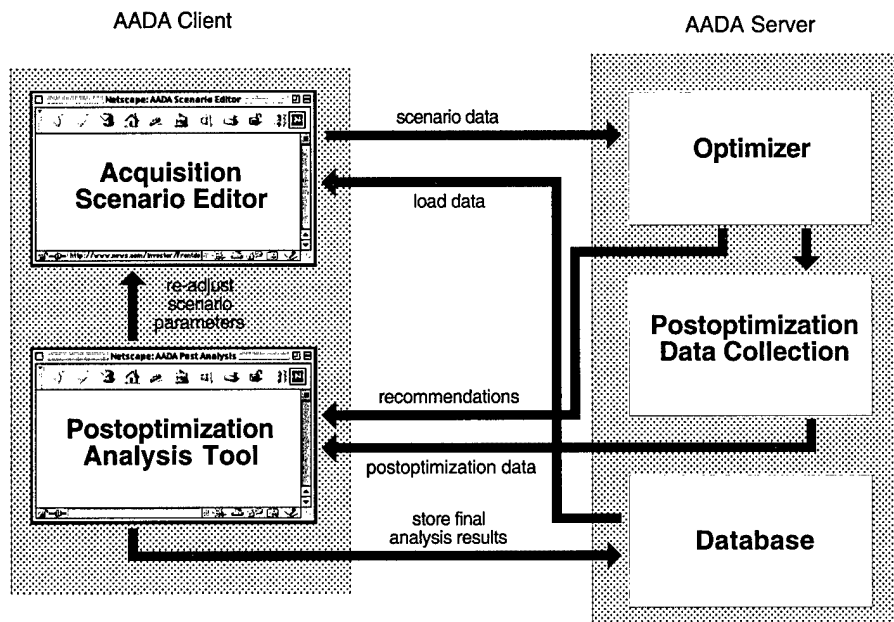 AADA Client
AADA Server
Netscape: AADA Scenario Editor
Acquisition
Scenario Editor
scenario data
load data
Optimizer
re-adjust
scenario
parameters
Postoptimization
Data Collection
Netscape: AADA Post Analysis
Postoptimization
Analysis Tool
recommendations
postoptimization data
store final
analysis results
Database